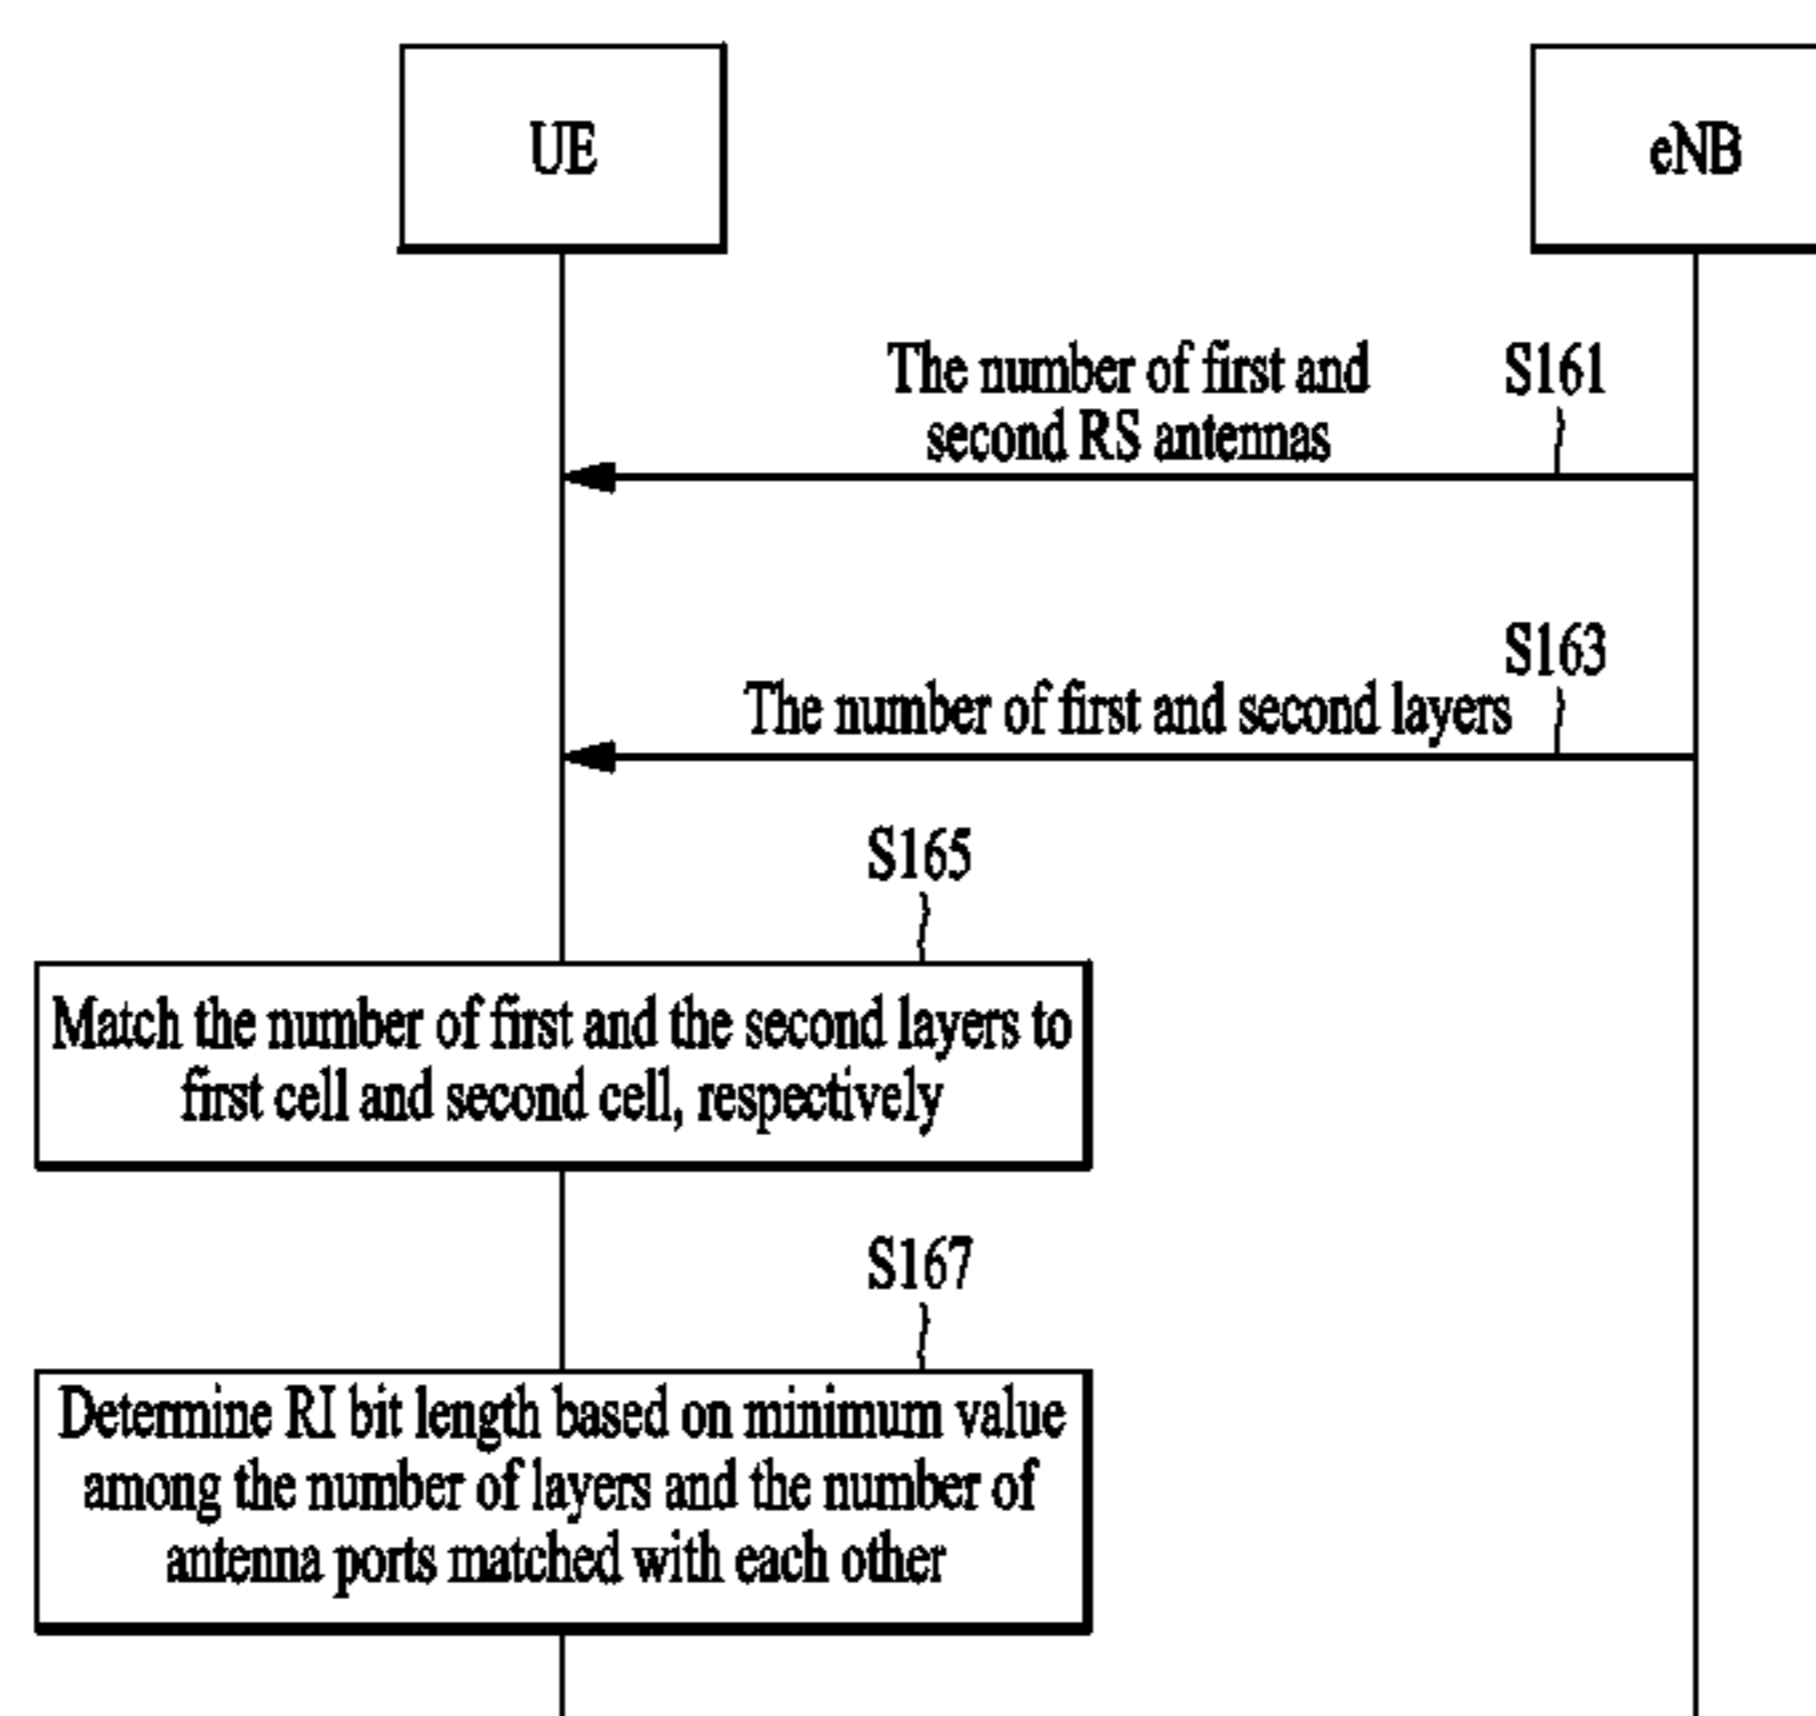 UE
eNB
The number of first and
second RS antennas
S161
The number of first and second layers
S163
S165
Match the number of first and the second layers to
first cell and second cell, respectively
S167
Determine RI bit length based on minimum value
among the number of layers and the number of
antenna ports matched with each other